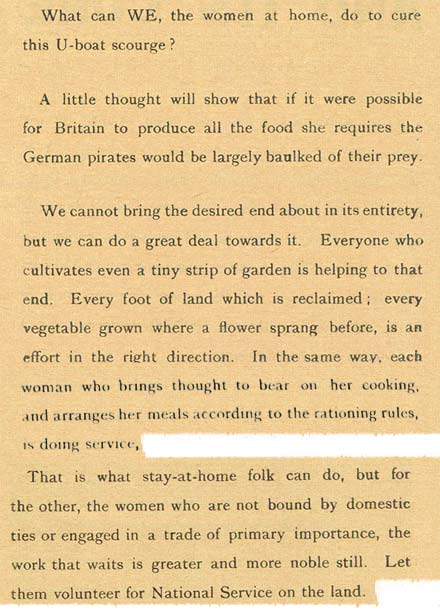 What can WE, the women at home, do to cure
this U-boat scourge?
A little thought will show that if it were possible
for Britain to produce all the food she requires the
German pirates would be largely baulked of their prey.
We cannot bring the desired end about in its entirety,
but we can do a great deal towards it. Everyone who
cultivates even a tiny strip of garden is helping to that
end. Every foot of land which is reclaimed; every
vegetable grown where a flower sprang before, is an
effort in the right direction. In the same way, each
woman who brings thought to bear on her cooking,
and arranges her meals according to the rationing rules,
is doing service,
That is what stay-at-home folk can do, but for
the other, the women who are not bound by domestic
ties or engaged in a trade of primary importance, the
work that waits is greater and more noble still. Let
them volunteer for National Service on the land.